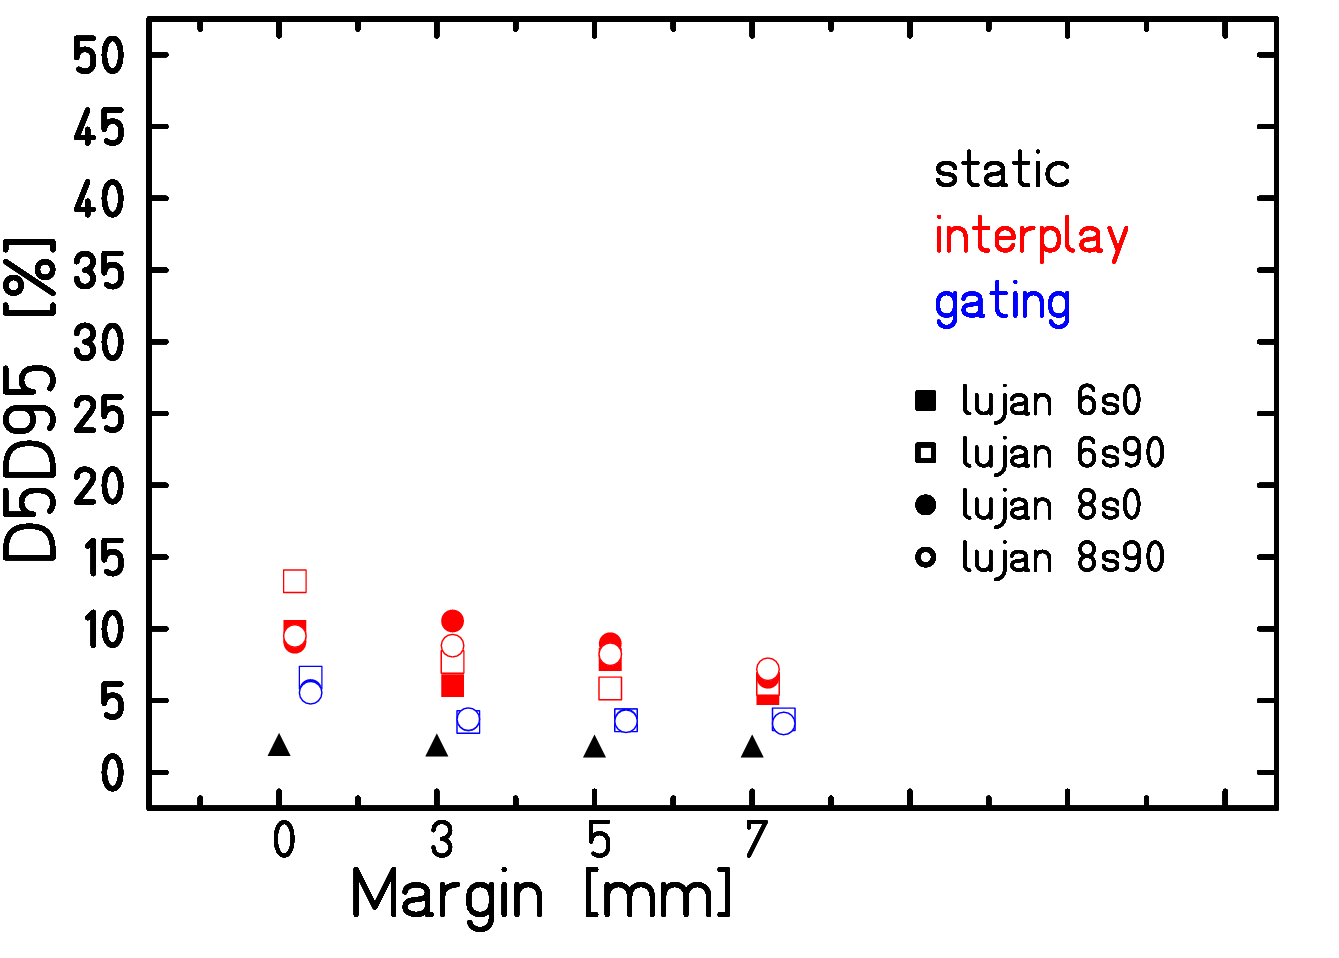 50
45
40
35
30
25
20
15
10
5
0
D5D95 [%]
static
interplay
gating
lujan 6s0
lujan 6s90
lujan 8s0
lujan 8s90
0 3 5 7
Margin [mm]